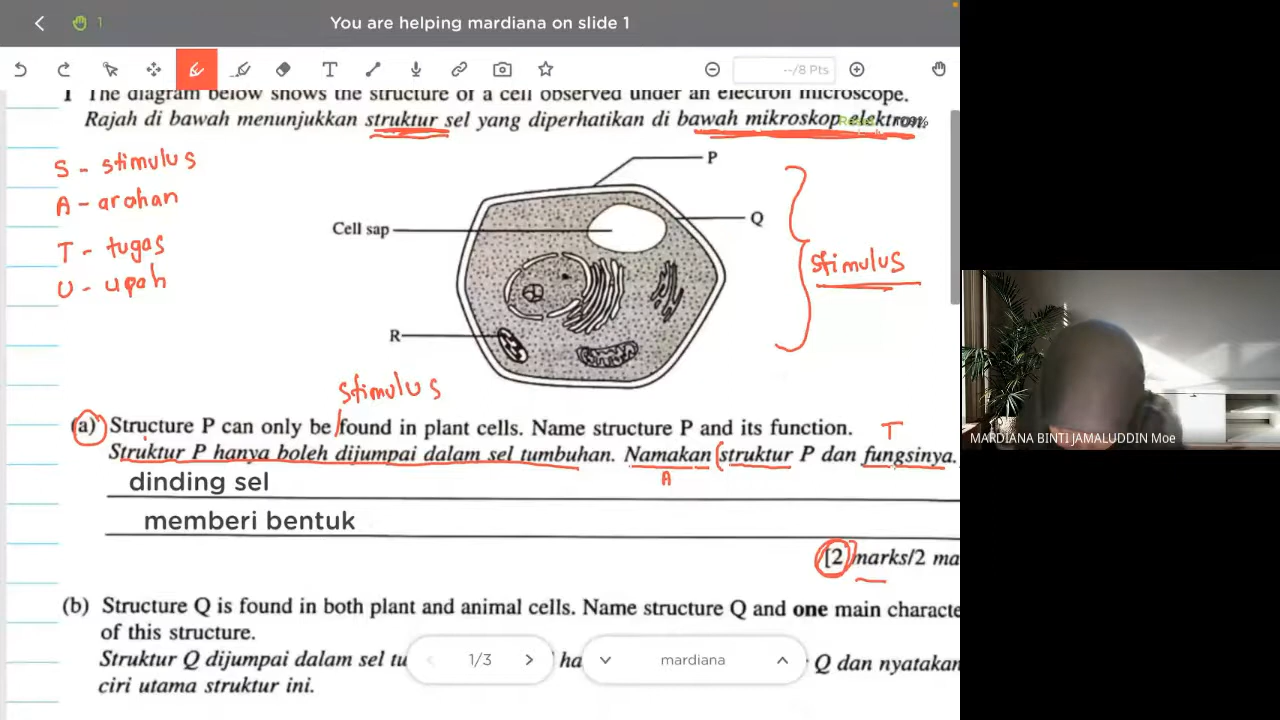 1
You are helping mardiana on slide 1
--/8 Pts
1 The diagram below shows the structure of a cell observed under an electron microscope.
Rajah di bawah menunjukkan struktur sel yang diperhatikan di bawah mikroskop elektron.
S - stimulus
A - arahan
T - tugas
U - upah
P
Cell sap
Q
stimulus
R
stimulus
(a) Structure P can only be found in plant cells. Name structure P and its function.
T
Struktur P hanya boleh dijumpai dalam sel tumbuhan. Namakan struktur P dan fungsinya.
A
dinding sel
memberi bentuk
[2 marks/2 ma
(b) Structure Q is found in both plant and animal cells. Name structure Q and one main characte
of this structure.
Struktur Q dijumpai dalam sel tu
ha
Q dan nyatakan
ciri utama struktur ini.
1/3
mardiana
MARDIANA BINTI JAMALUDDIN Moe